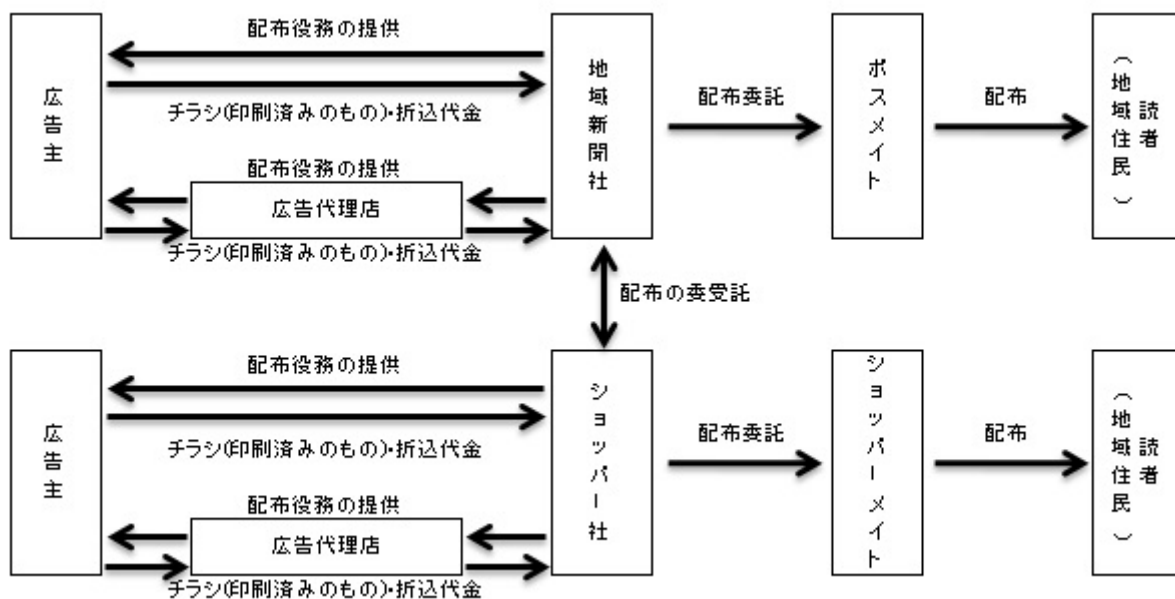 広告主
配布役務の提供
チラシ(印刷済みのもの)・折込代金
配布役務の提供
広告代理店
チラシ(印刷済みのもの)・折込代金
地域新聞社
配布委託
ポスメイト
配布
読者
（地域住民）
配布の委受託
広告主
配布役務の提供
チラシ(印刷済みのもの)・折込代金
配布役務の提供
広告代理店
チラシ(印刷済みのもの)・折込代金
ショッパー社
配布委託
ショッパーメイト
配布
読者
（地域住民）